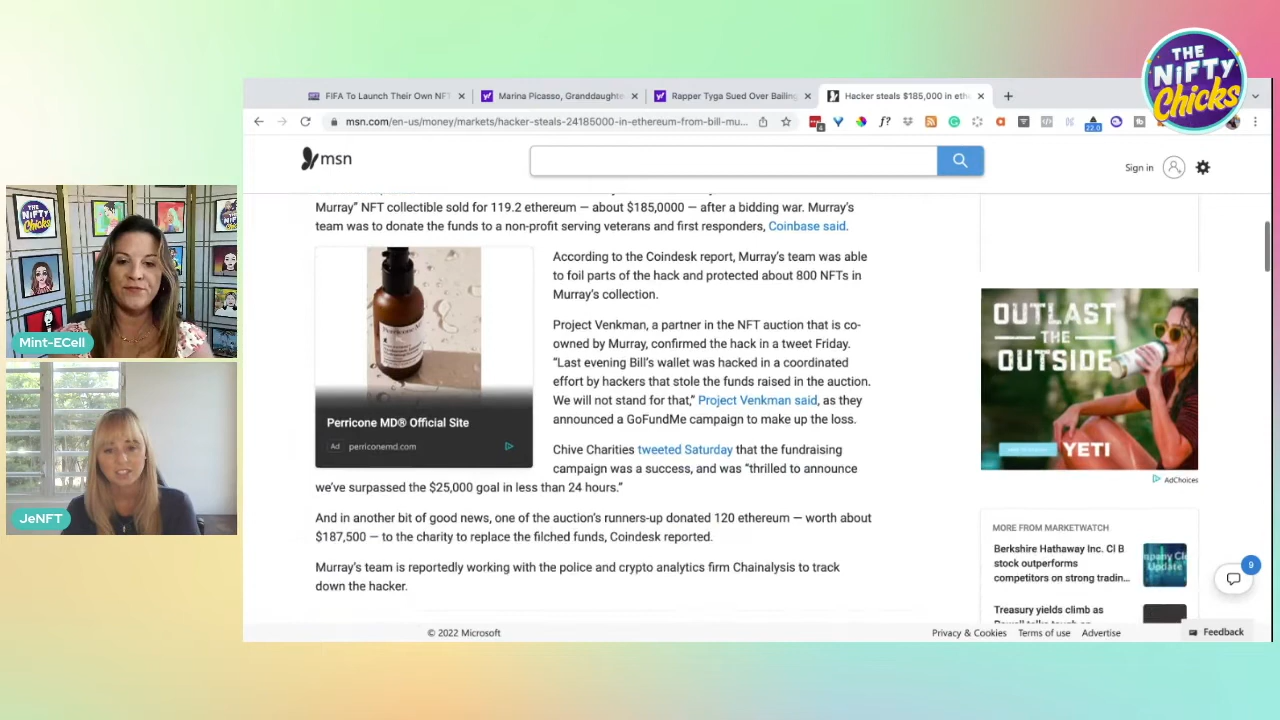 THE
NiFTy
Chicks
FIFA To Launch Their Own NFT
Marina Picasso, Granddaughte
Rapper Tyga Sued Over Bailing
Hacker steals $185,000 in eth
msn.com/en-us/money/markets/hacker-steals-24185000-in-ethereum-from-bill-mu...
4
f?
22.0
msn
Sign in
Murray” NFT collectible sold for 119.2 ethereum — about $185,0000 — after a bidding war. Murray’s
team was to donate the funds to a non-profit serving veterans and first responders, Coinbase said.
According to the Coindesk report, Murray’s team was able
to foil parts of the hack and protected about 800 NFTs in
Murray’s collection.
Project Venkman, a partner in the NFT auction that is co-
owned by Murray, confirmed the hack in a tweet Friday.
“Last evening Bill’s wallet was hacked in a coordinated
effort by hackers that stole the funds raised in the auction.
We will not stand for that,” Project Venkman said, as they
announced a GoFundMe campaign to make up the loss.
Perricone MD® Official Site
Ad perriconemd.com
Chive Charities tweeted Saturday that the fundraising
campaign was a success, and was “thrilled to announce
we’ve surpassed the $25,000 goal in less than 24 hours.”
And in another bit of good news, one of the auction’s runners-up donated 120 ethereum — worth about
$187,500 — to the charity to replace the filched funds, Coindesk reported.
Murray’s team is reportedly working with the police and crypto analytics firm Chainalysis to track
down the hacker.
OUTLAST
THE
OUTSIDE
YETI
AdChoices
MORE FROM MARKETWATCH
Berkshire Hathaway Inc. Cl B
stock outperforms
competitors on strong tradin...
Treasury yields climb as
9
© 2022 Microsoft
Privacy & Cookies
Terms of use
Advertise
Feedback
THE
NiFTY
Chicks
Mint-ECell
JeNFT